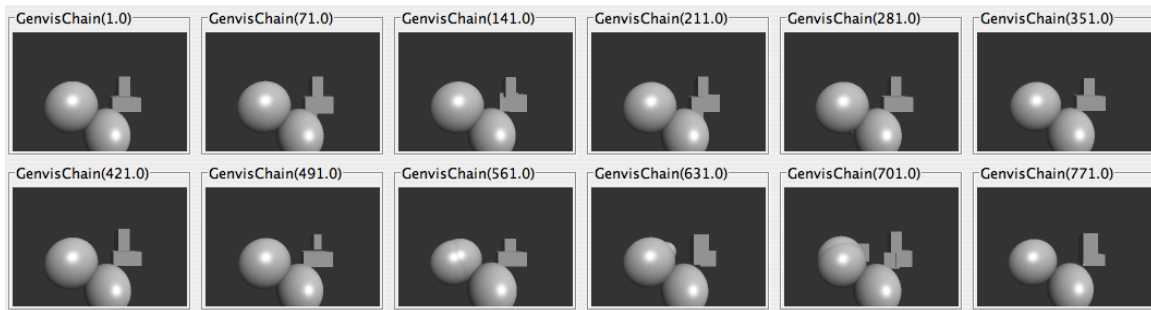 GenvisChain(1.0) GenvisChain(71.0) GenvisChain(141.0) GenvisChain(211.0) GenvisChain(281.0) GenvisChain(351.0)
GenvisChain(421.0) GenvisChain(491.0) GenvisChain(561.0) GenvisChain(631.0) GenvisChain(701.0) GenvisChain(771.0)